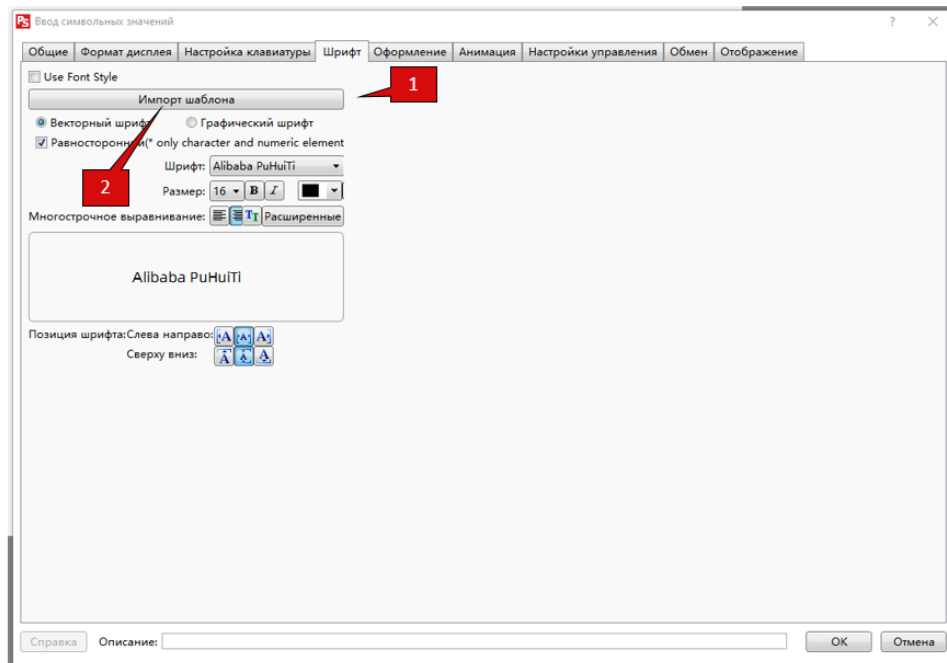 PS Ввод символьных значений ? ×
Общие Формат дисплея Настройка клавиатуры Шрифт Оформление Анимация Настройки управления Обмен Отображение
Use Font Style
1
Импорт шаблона
Векторный шрифт Графический шрифт
(* only character and numeric element
Шрифт: Alibaba PuHuiTi
2
Размер: 16 B I
Многострочное выравнивание: TT Расширенные
Alibaba PuHuiTi
Позиция шрифта:Слева направо: A A A
Сверху вниз: A A A
Справка Описание: OK Отмена